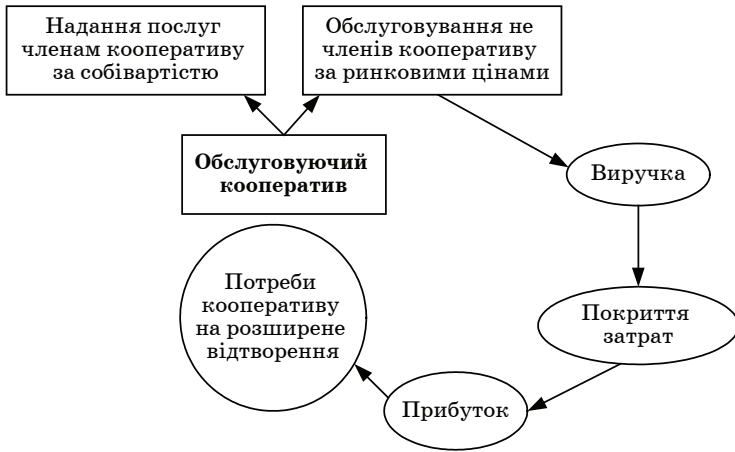 Надання послуг
членам кооперативу
за собівартістю
Обслуговування не
членів кооперативу
за ринковими цінами
Обслуговуючий
кооператив
Виручка
Покриття
затрат
Прибуток
Потреби
кооперативу
на розширене
відтворення